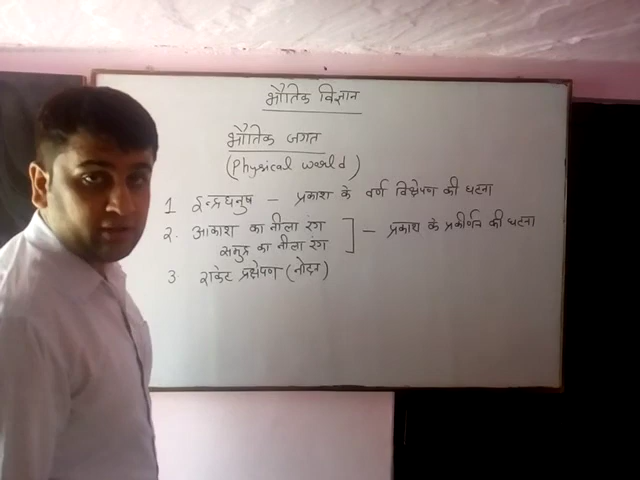 भौतिक विज्ञान
भौतिक जगत
(Physical world)
1 इन्द्रधनुष - प्रकाश के वर्ण विक्षेपण की घटना
2. आकाश का नीला रंग
समुद्र का नीला रंग ] - प्रकाश के प्रकीर्णन की घटना
3 राकेट प्रक्षेपण (नोदन)